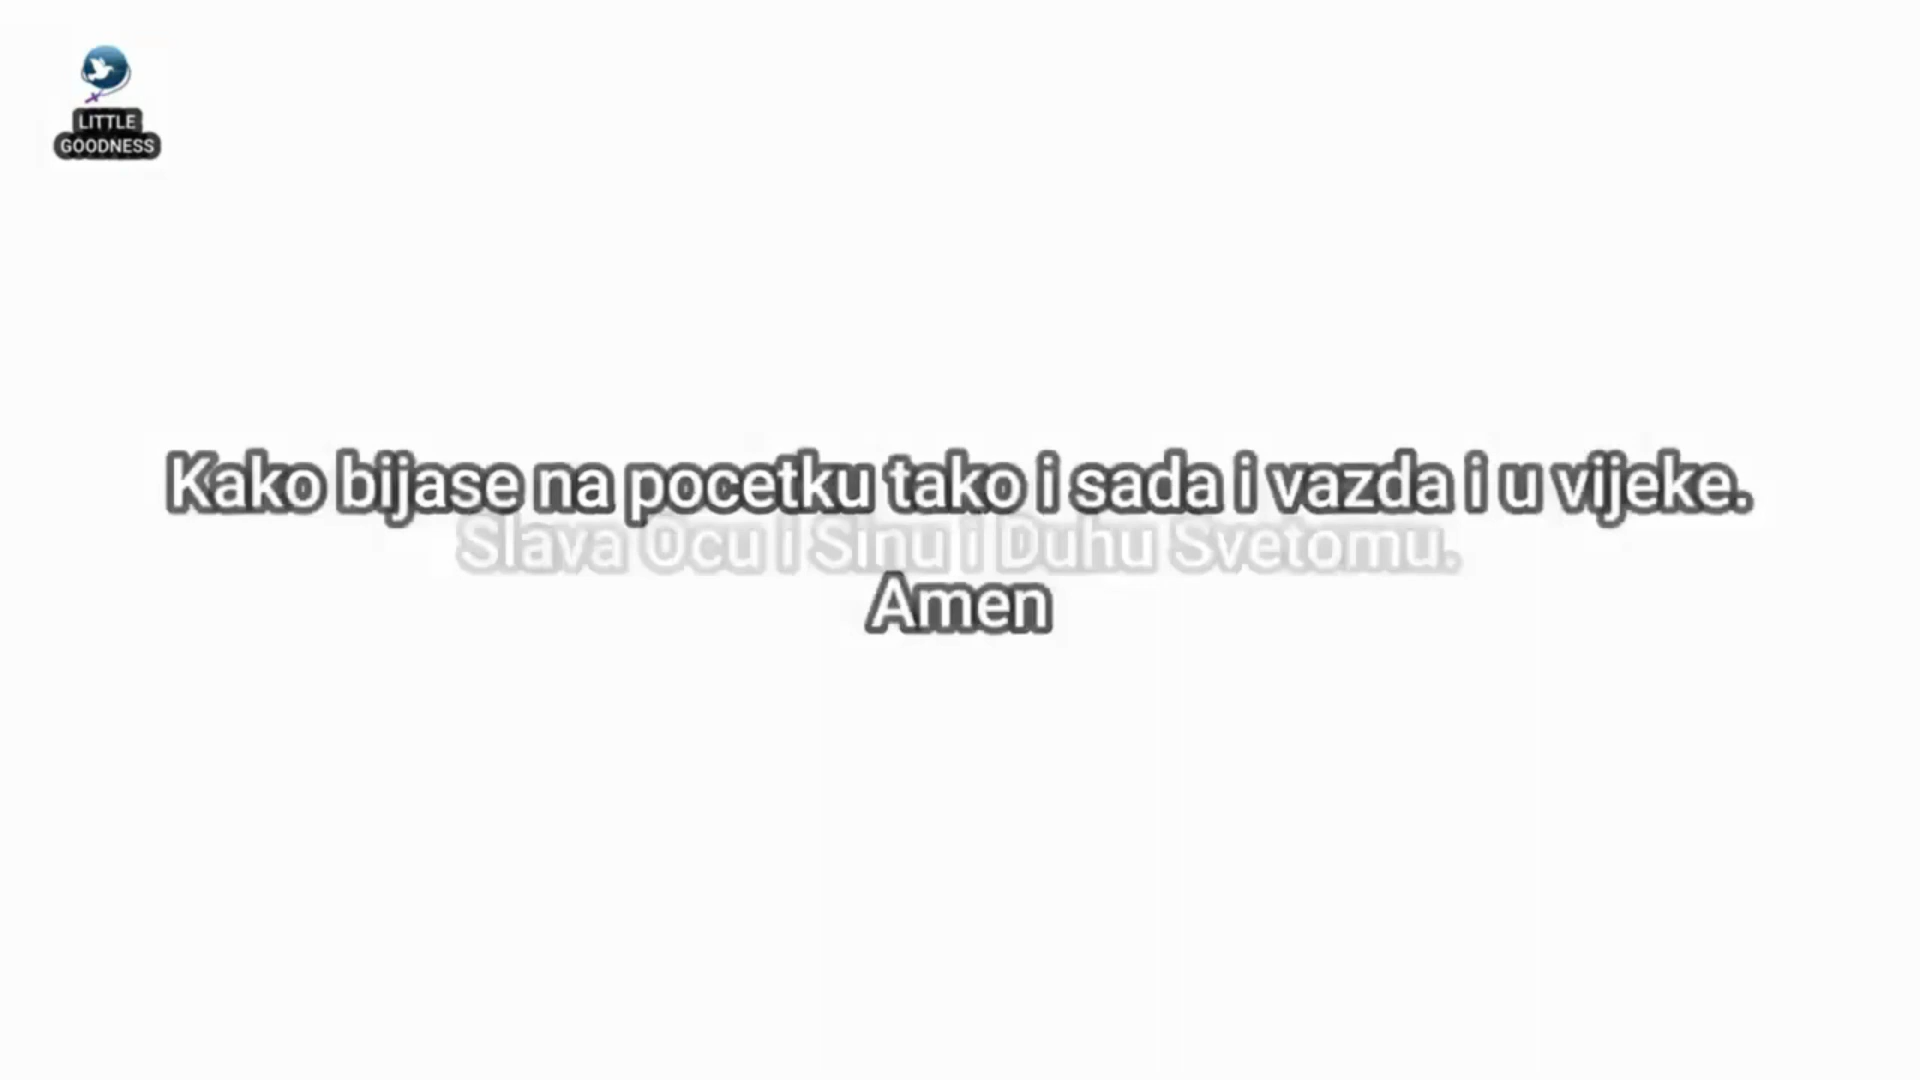 LITTLE
GOODNESS
Kako bijase na pocetku tako i sada i vazda i u vijeke.
Slava Ocu i Sinu i Duhu Svetomu.
Amen